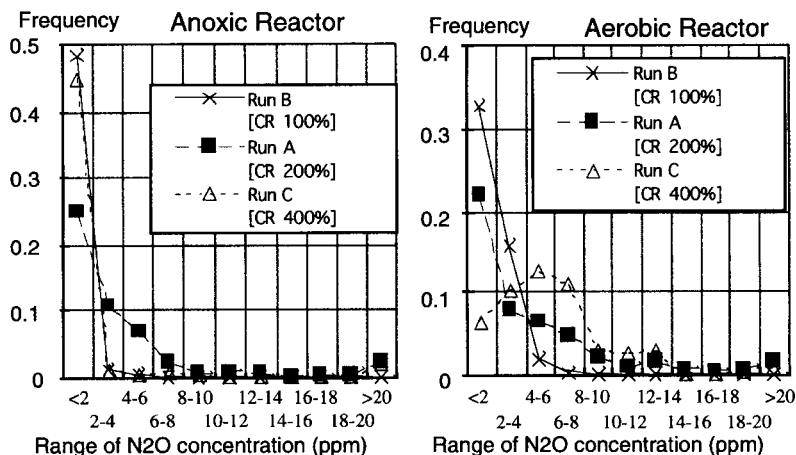 Frequency Anoxic Reactor
0.5
0.4
0.3
0.2
0.1
0
Run B
[CR 100%]
Run A
[CR 200%]
Run C
[CR 400%]
<2 4-6 8-10 12-14 16-18 >20
2-4 6-8 10-12 14-16 18-20
Range of N2O concentration (ppm)
Frequency Aerobic Reactor
0.4
0.3
0.2
0.1
0
Run B
[CR 100%]
Run A
[CR 200%]
Run C
[CR 400%]
<2 4-6 8-10 12-14 16-18 >20
2-4 6-8 10-12 14-16 18-20
Range of N2O concentration (ppm)